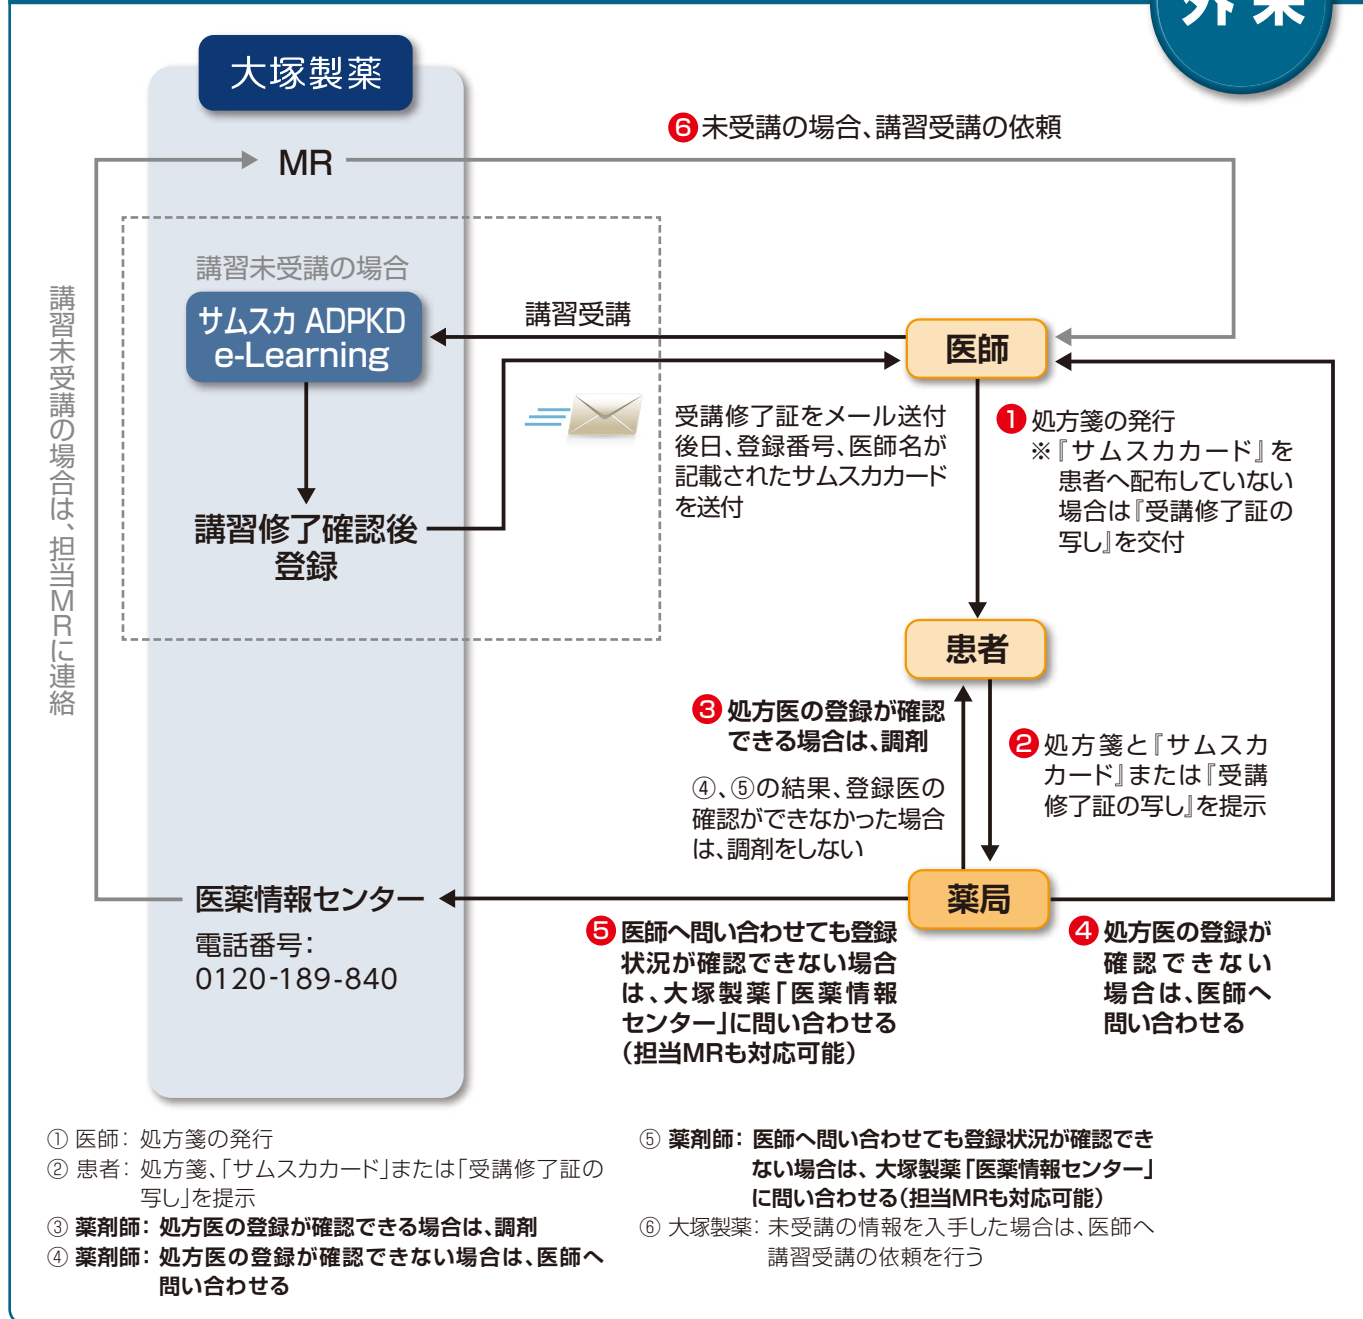 外来
大塚製薬
MR
⑥未受講の場合、講習受講の依頼
講習未受講の場合
サムスカ ADPKD
e-Learning
講習受講
医師
講習未受講の場合は、担当MRに連絡
受講修了証をメール送付
後日、登録番号、医師名が
記載されたサムスカカード
を送付
①処方箋の発行
※『サムスカカード』を
患者へ配布していない
場合は『受講修了証の
写し』を交付
講習修了確認後
登録
患者
③処方医の登録が確認
できる場合は、調剤
④、⑤の結果、登録医の
確認ができなかった場合
は、調剤をしない
②処方箋と『サムスカ
カード』または『受講
修了証の写し』を提示
医薬情報センター
電話番号：
0120-189-840
薬局
⑤医師へ問い合わせても登録
状況が確認できない場合
は、大塚製薬「医薬情報
センター」に問い合わせる
（担当MRも対応可能）
④処方医の登録が
確認できない
場合は、医師へ
問い合わせる
① 医師： 処方箋の発行
② 患者： 処方箋、「サムスカカード」または「受講修了証の
写し」を提示
③ 薬剤師： 処方医の登録が確認できる場合は、調剤
④ 薬剤師： 処方医の登録が確認できない場合は、医師へ
問い合わせる
⑤ 薬剤師： 医師へ問い合わせても登録状況が確認でき
ない場合は、大塚製薬「医薬情報センター」
に問い合わせる（担当MRも対応可能）
⑥ 大塚製薬： 未受講の情報を入手した場合は、医師へ
講習受講の依頼を行う